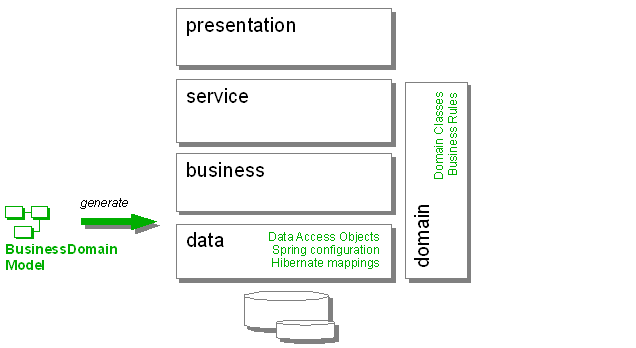 presentation
service
business
generate
BusinessDomain
Model
data
Data Access Objects
Spring configuration
Hibernate mappings
domain
Domain Classes
Business Rules